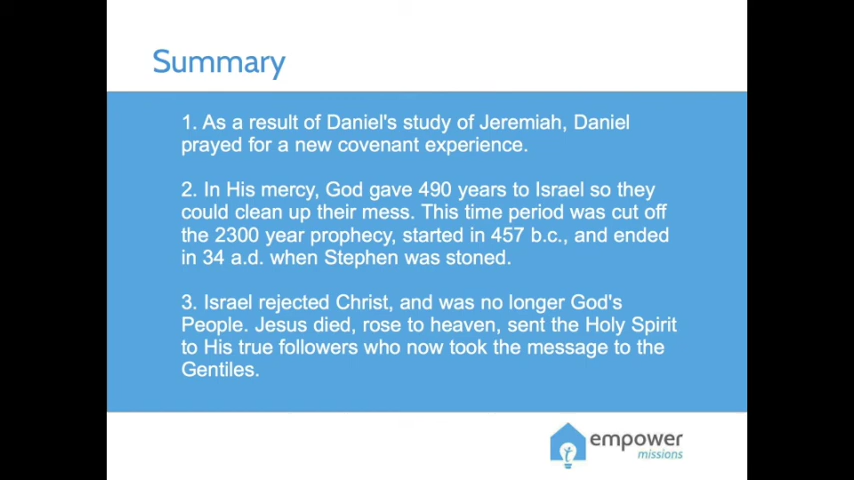 Summary
1. As a result of Daniel's study of Jeremiah, Daniel
prayed for a new covenant experience.
2. In His mercy, God gave 490 years to Israel so they
could clean up their mess. This time period was cut off
the 2300 year prophecy, started in 457 b.c., and ended
in 34 a.d. when Stephen was stoned.
3. Israel rejected Christ, and was no longer God's
People. Jesus died, rose to heaven, sent the Holy Spirit
to His true followers who now took the message to the
Gentiles.
empower
missions